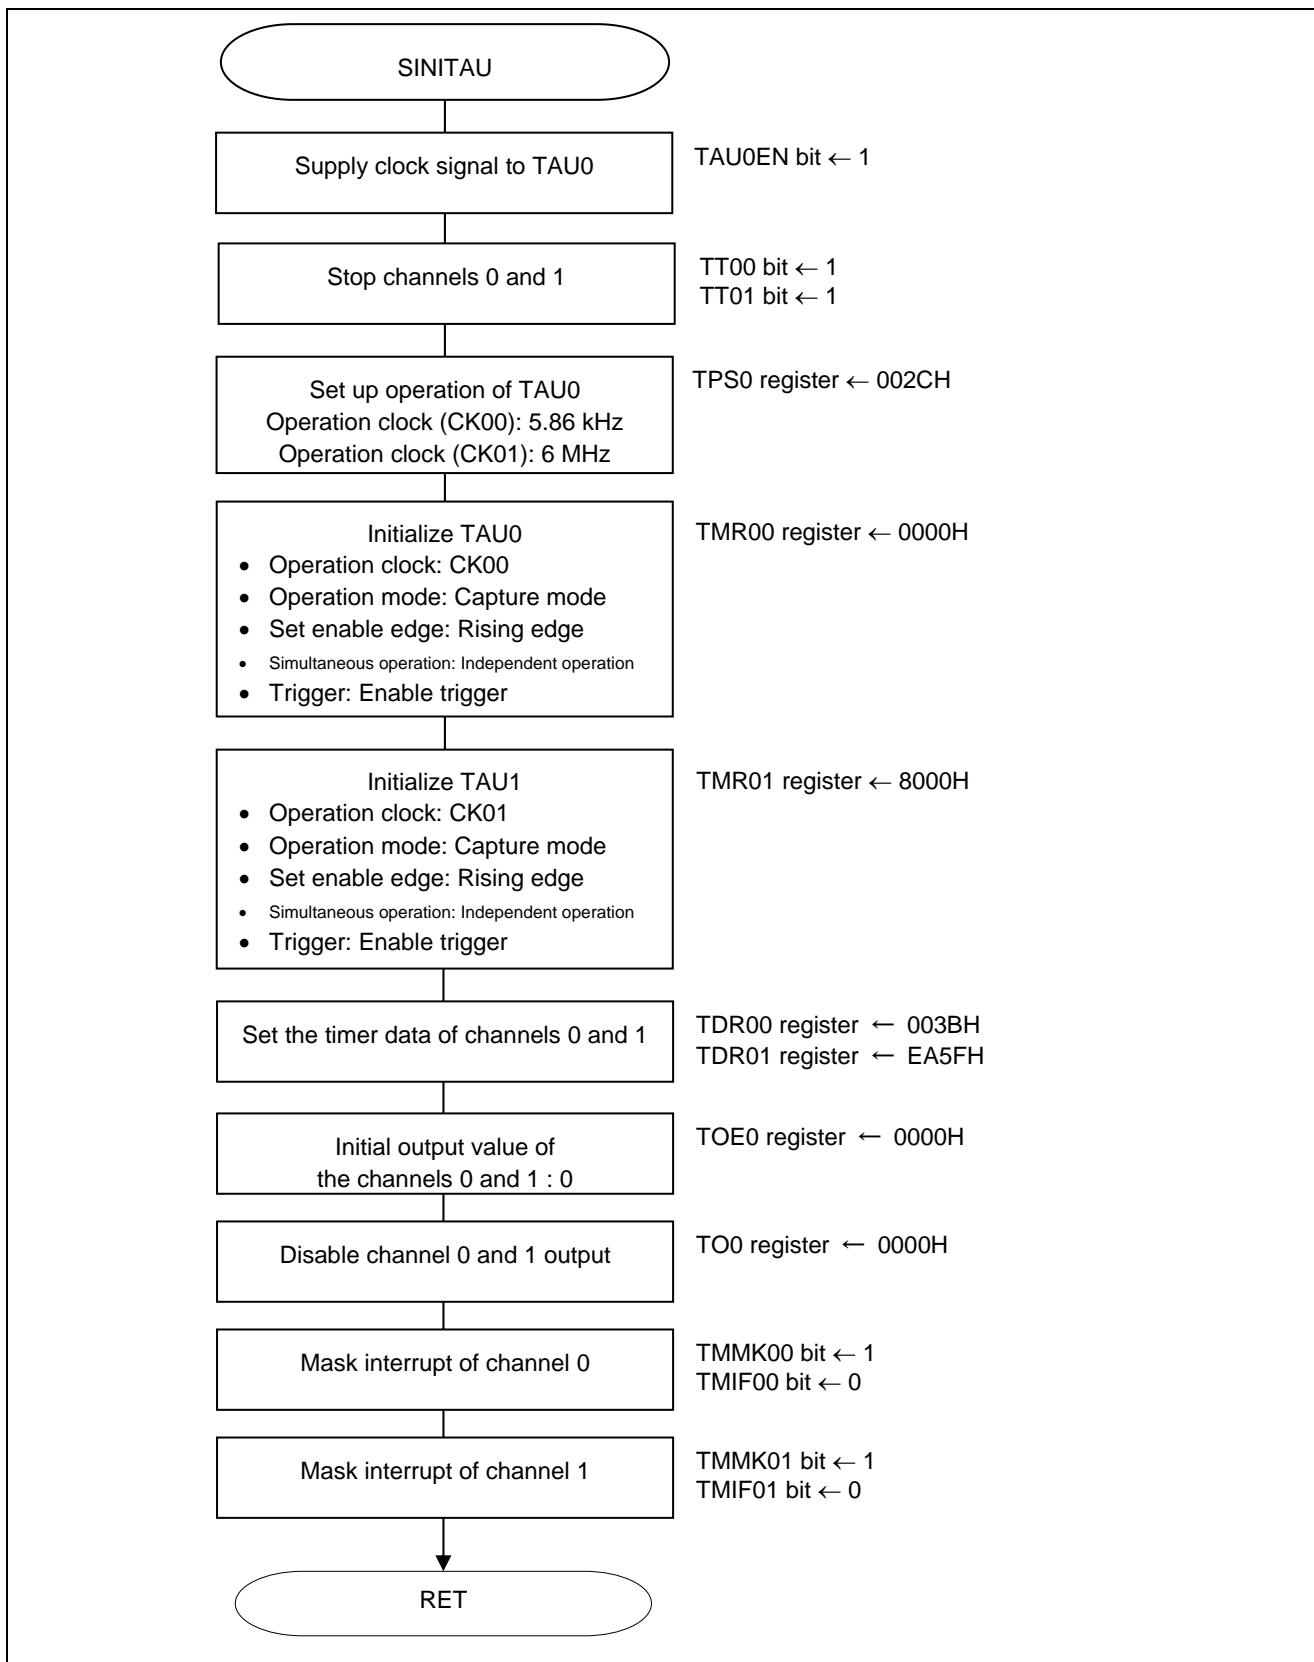 SINITAU
Supply clock signal to TAU0
TAU0EN bit ← 1
Stop channels 0 and 1
TT00 bit ← 1
TT01 bit ← 1
Set up operation of TAU0
Operation clock (CK00): 5.86 kHz
Operation clock (CK01): 6 MHz
TPS0 register ← 002CH
Initialize TAU0
• Operation clock: CK00
• Operation mode: Capture mode
• Set enable edge: Rising edge
• Simultaneous operation: Independent operation
• Trigger: Enable trigger
TMR00 register ← 0000H
Initialize TAU1
• Operation clock: CK01
• Operation mode: Capture mode
• Set enable edge: Rising edge
• Simultaneous operation: Independent operation
• Trigger: Enable trigger
TMR01 register ← 8000H
Set the timer data of channels 0 and 1
TDR00 register ← 003BH
TDR01 register ← EA5FH
Initial output value of
the channels 0 and 1 : 0
TOE0 register ← 0000H
Disable channel 0 and 1 output
TO0 register ← 0000H
Mask interrupt of channel 0
TMMK00 bit ← 1
TMIF00 bit ← 0
Mask interrupt of channel 1
TMMK01 bit ← 1
TMIF01 bit ← 0
RET